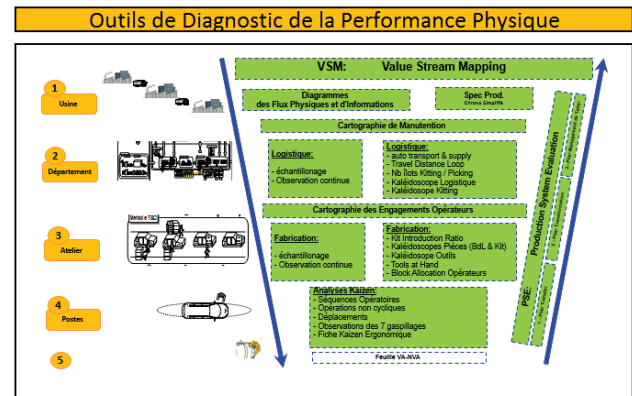 Outils de Diagnostic de la Performance Physique
1
Usine
VSM: Value Stream Mapping
Diagrammes
des Flux Physiques et d'Informations
Spec Prod.
Cartographie de Manutention
2
Département
Logistique:
- échantillonage
- Observation continue
Logistique:
- auto transport & supply
- Travel Distance Loop
- Nb îlots Kitting / Picking
- Kaléidoscope Logistique
- Kaléidoscope Kitting
Cartographie des Engagements Opérateurs
3
Atelier
Fabrication:
- échantillonage
- Observation continue
Fabrication:
- Kit Introduction Ratio
- Kaléidoscopes Pièces (BdL & Kit)
- Kaléidoscope Outils
- Tools at Hand
- Block Allocation Opérateurs
4
Postes
Analyses Kaizen:
- Séquences Opératoires
- Opérations non cycliques
- Déplacements
- Observations des 7 gaspillages
- Fiche Kaizen Ergonomique
5
Feuille VA-NVA
PSE: Production System Evaluation